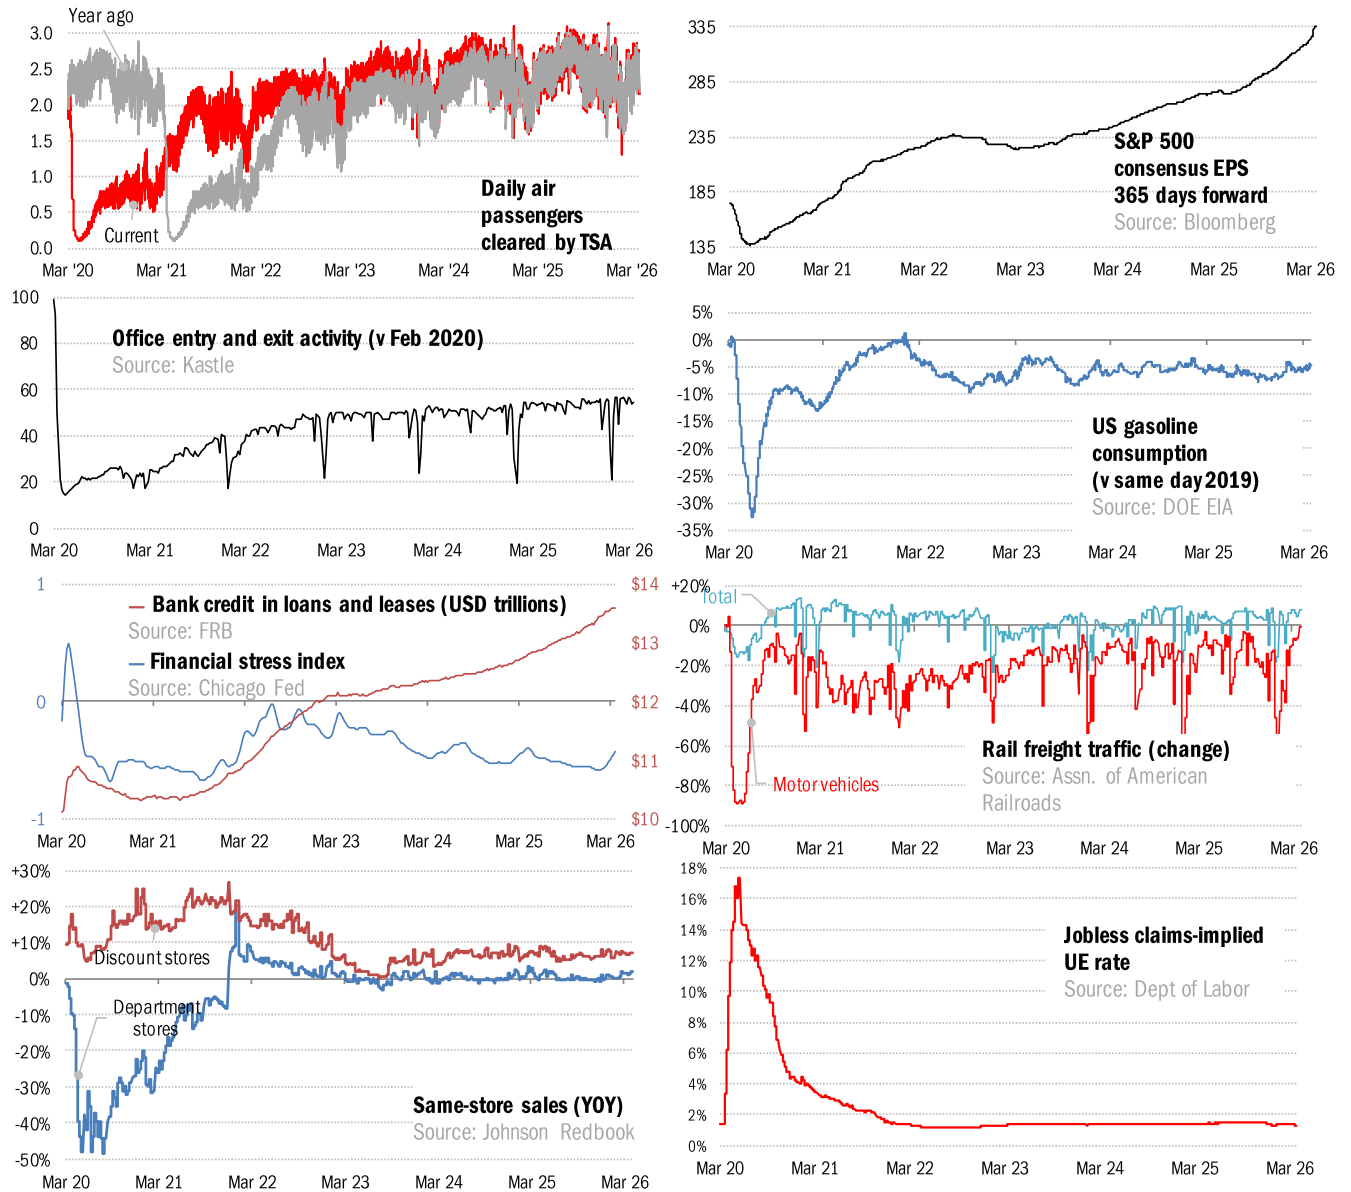 Year ago
3.0
2.5
2.0
1.5
1.0
0.5
0.0
Current
Daily air
passengers
cleared by TSA
Mar '20
Mar '21
Mar '22
Mar '23
Mar '24
Mar '25
Mar '26
335
285
235
185
135
S&P 500
consensus EPS
365 days forward
Source: Bloomberg
Mar 20
Mar 21
Mar 22
Mar 23
Mar 24
Mar 25
Mar 26
100
80
60
40
20
0
Office entry and exit activity (v Feb 2020)
Source: Kastle
Mar 20
Mar 21
Mar 22
Mar 23
Mar 24
Mar 25
Mar 26
5%
0%
-5%
-10%
-15%
-20%
-25%
-30%
-35%
US gasoline
consumption
(v same day 2019)
Source: DOE EIA
Mar 20
Mar 21
Mar 22
Mar 23
Mar 24
Mar 25
Mar 26
1
0
-1
Bank credit in loans and leases (USD trillions)
Source: FRB
Financial stress index
Source: Chicago Fed
$14
$13
$12
$11
$10
Mar 20
Mar 21
Mar 22
Mar 23
Mar 24
Mar 25
Mar 26
+20%
0%
-20%
-40%
-60%
-80%
-100%
Total
Motor vehicles
Rail freight traffic (change)
Source: Assn. of American
Railroads
Mar 20
Mar 21
Mar 22
Mar 23
Mar 24
Mar 25
Mar 26
+30%
+20%
+10%
0%
-10%
-20%
-30%
-40%
-50%
Discount stores
Department
stores
Same-store sales (YOY)
Source: Johnson Redbook
Mar 20
Mar 21
Mar 22
Mar 23
Mar 24
Mar 25
Mar 26
18%
16%
14%
12%
10%
8%
6%
4%
2%
0%
Jobless claims-implied
UE rate
Source: Dept of Labor
Mar 20
Mar 21
Mar 22
Mar 23
Mar 24
Mar 25
Mar 26